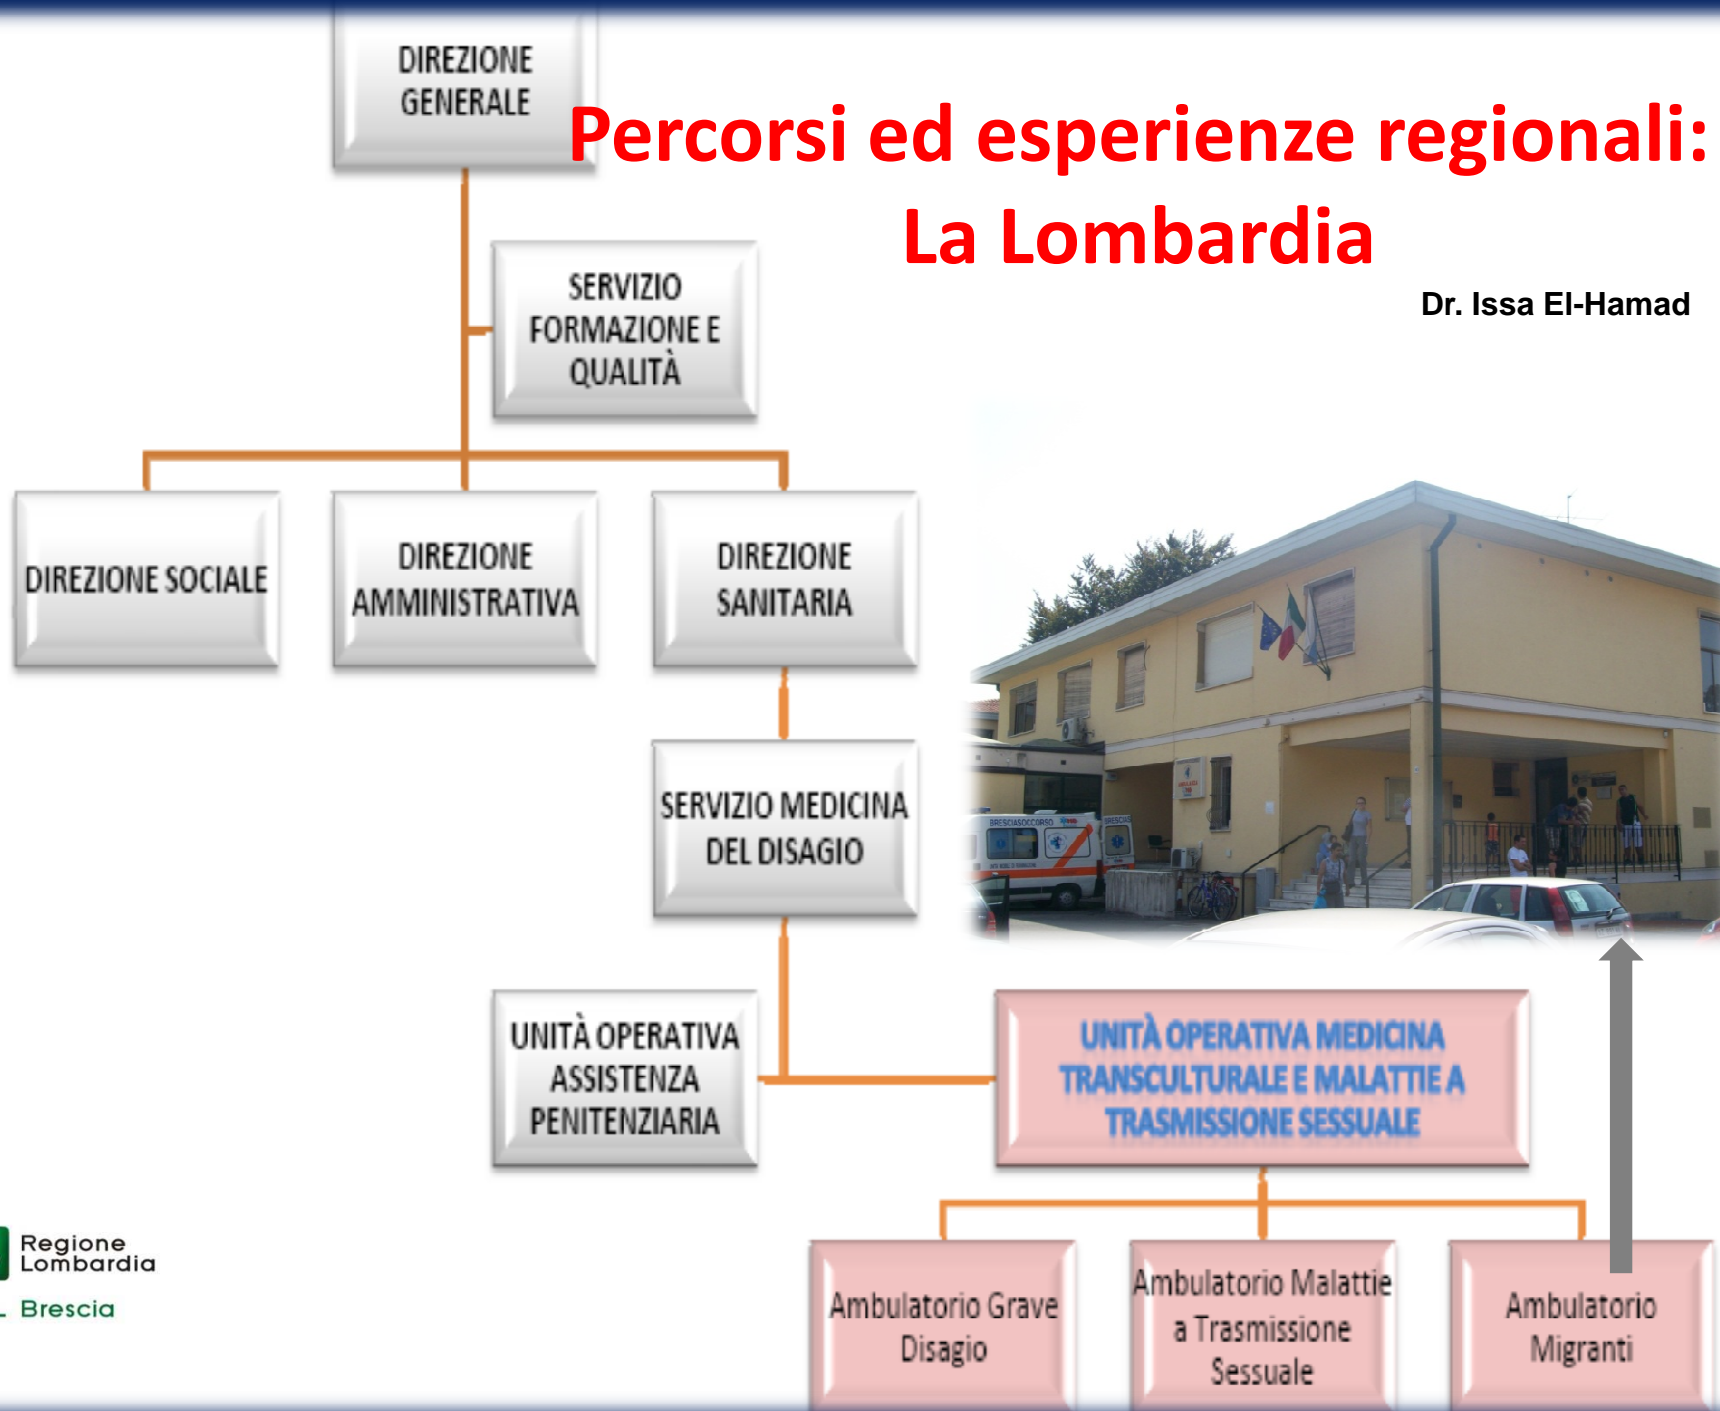 DIREZIONE
GENERALE
Percorsi ed esperienze regionali:
La Lombardia
Dr. Issa El-Hamad
SERVIZIO
FORMAZIONE E
QUALITÀ
DIREZIONE SOCIALE
DIREZIONE
AMMINISTRATIVA
DIREZIONE
SANITARIA
SERVIZIO MEDICINA
DEL DISAGIO
BRESCIASOCCORSO
UNITÀ OPERATIVA
ASSISTENZA
PENITENZIARIA
UNITÀ OPERATIVA MEDICINA
TRANSCULTURALE E MALATTIE A
TRASMISSIONE SESSUALE
Regione
Lombardia
Brescia
Ambulatorio Grave
Disagio
Ambulatorio Malattie
a Trasmissione
Sessuale
Ambulatorio
Migranti